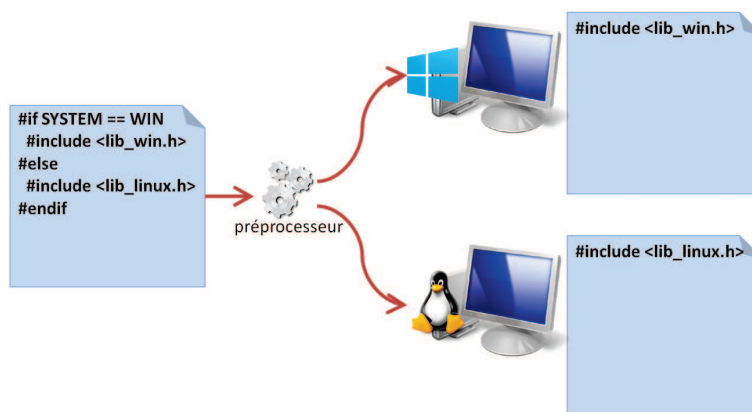 #if SYSTEM == WIN
#include <lib_win.h>
#else
#include <lib_linux.h>
#endif
préprocesseur
#include <lib_win.h>
#include <lib_linux.h>